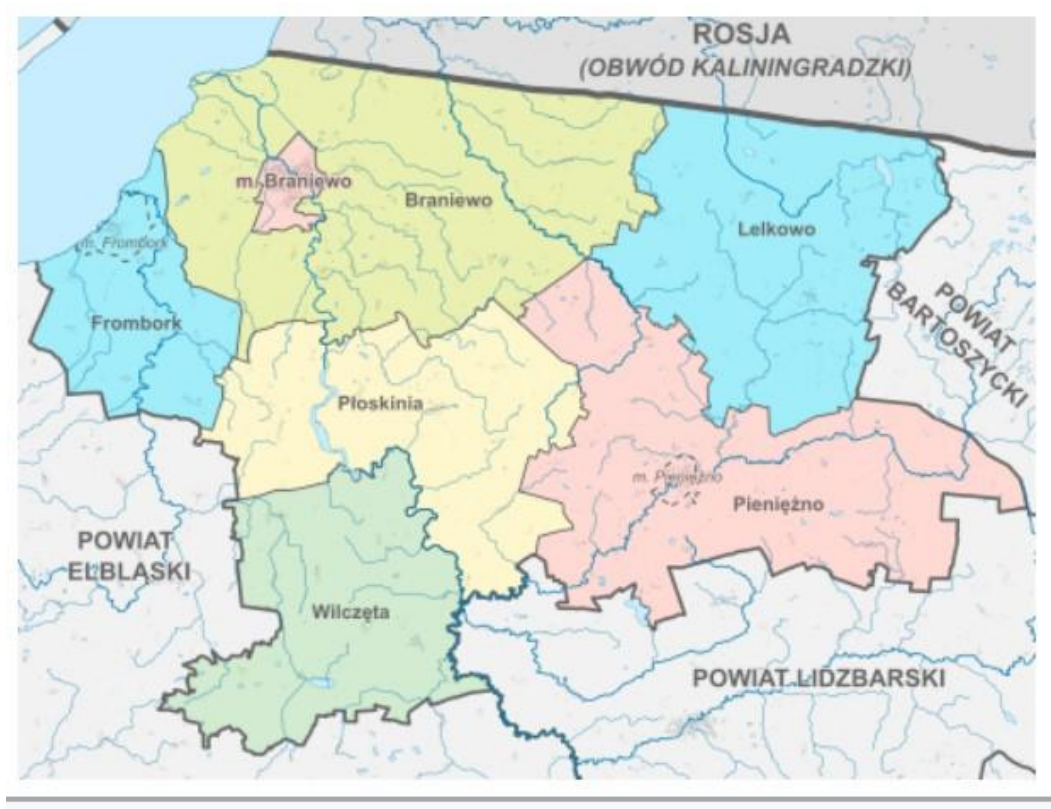 ROSJA
(OBWÓD KALININGRADZKI)
m. Braniewo
Braniewo
Lelkowo
m. Frombork
Frombork
POWIAT
BARTOSZYCKI
Płoskinia
m. Pieniężno
Pieniężno
POWIAT
ELBLĄSKI
Wilczęta
POWIAT LIDZBARSKI